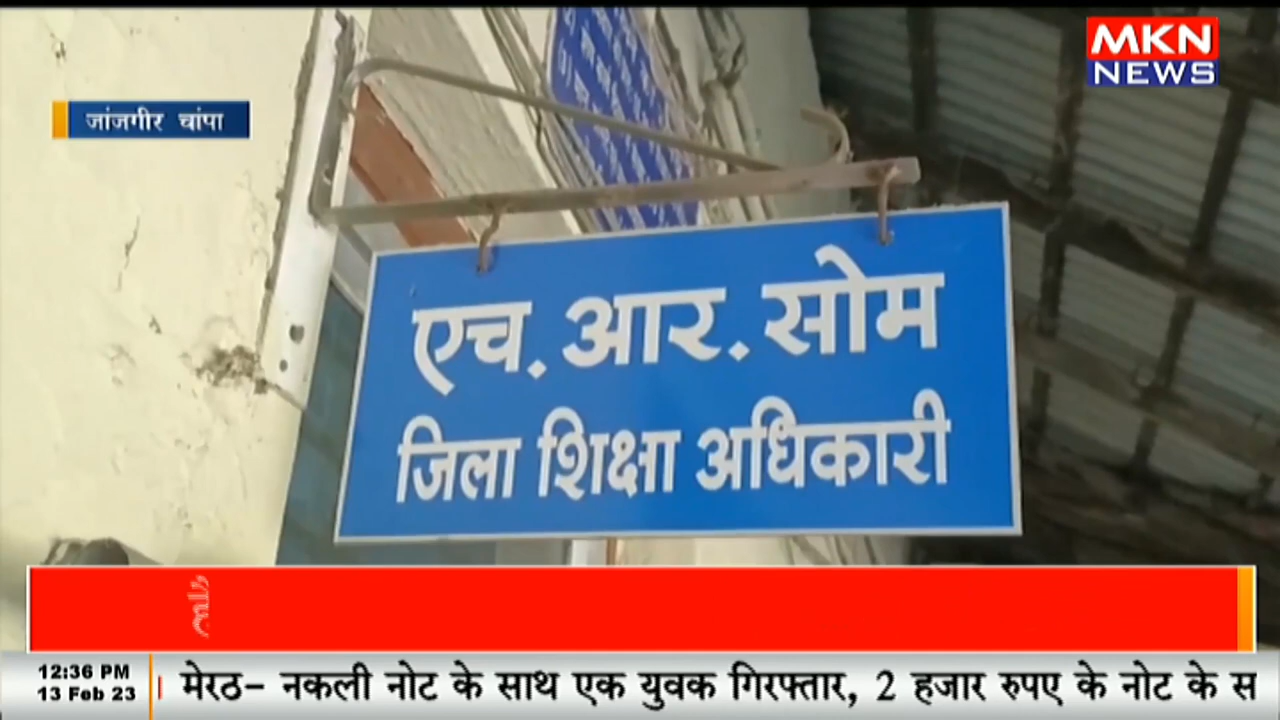 MKN
NEWS
जांजगीर चांपा
एच. आर. सोम
जिला शिक्षा अधिकारी
12:36 PM
13 Feb 23
मेरठ- नकली नोट के साथ एक युवक गिरफ्तार, 2 हजार रुपए के नोट के स